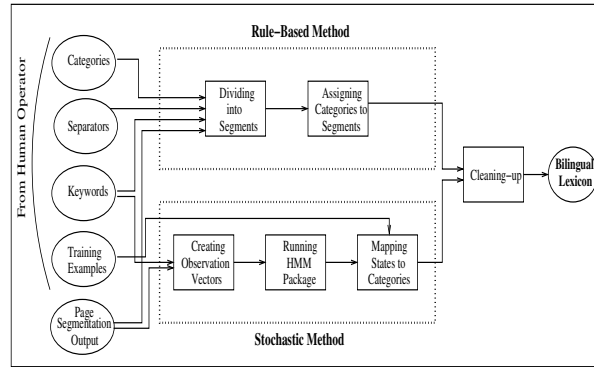 Rule-Based Method
From Human Operator
Categories
Separators
Keywords
Training
Examples
Page
Segmentation
Output
Dividing
into
Segments
Assigning
Categories to
Segments
Creating
Observation
Vectors
Running
HMM
Package
Mapping
States to
Categories
Stochastic Method
Cleaning-up
Bilingual
Lexicon